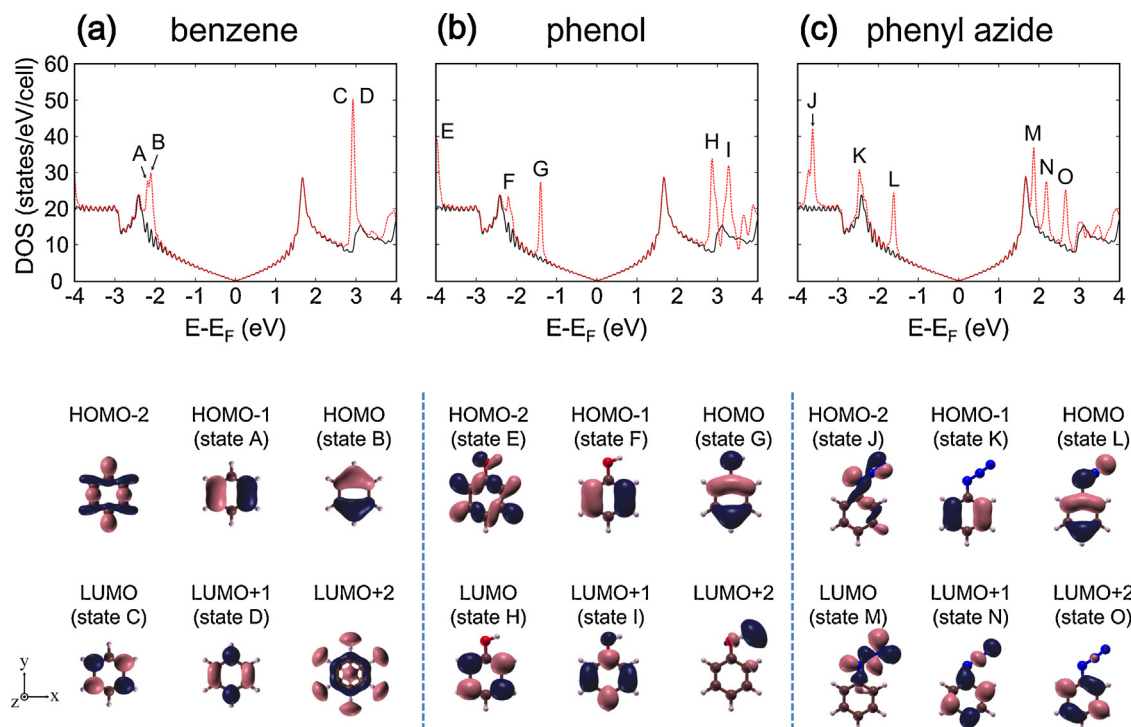 (a) benzene (b) phenol (c) phenyl azide
60
50
40
30
20
10
0
DOS (states/eV/cell)
A B C D
E F G H I
J K L M N O
-4 -3 -2 -1 0 1 2 3 4
-4 -3 -2 -1 0 1 2 3 4
-4 -3 -2 -1 0 1 2 3 4
E-E_F (eV) E-E_F (eV) E-E_F (eV)
HOMO-2 HOMO-1 HOMO HOMO-2 HOMO-1 HOMO HOMO-2 HOMO-1 HOMO
(state A) (state B) (state E) (state F) (state G) (state J) (state K) (state L)
LUMO LUMO+1 LUMO+2 LUMO LUMO+1 LUMO+2 LUMO LUMO+1 LUMO+2
(state C) (state D) (state H) (state I) (state M) (state N) (state O)
y
z x